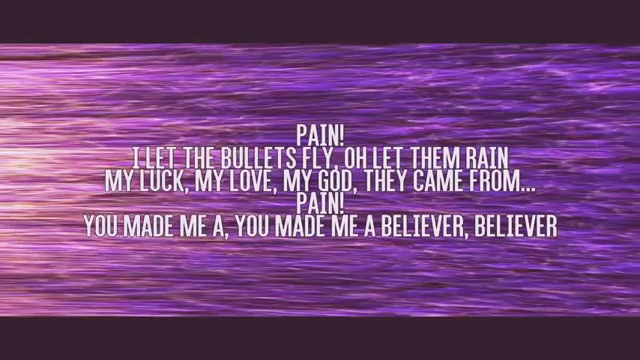 PAIN!
I LET THE BULLETS FLY, OH LET THEM RAIN
MY LUCK, MY LOVE, MY GOD, THEY CAME FROM...
PAIN!
YOU MADE ME A, YOU MADE ME A BELIEVER, BELIEVER